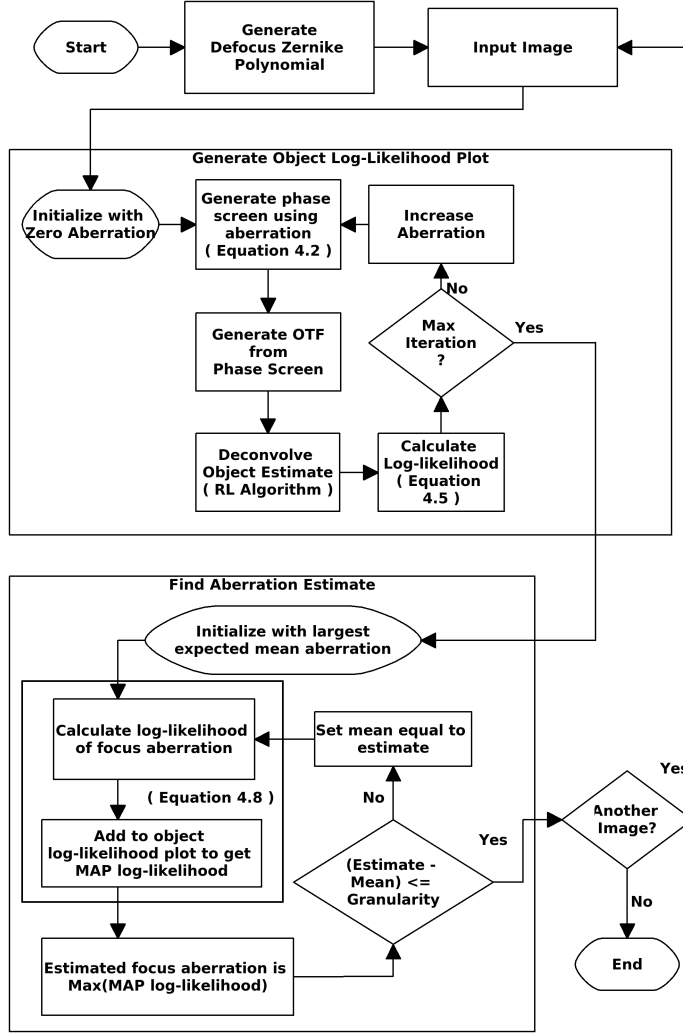 Start
Generate
Defocus Zernike
Polynomial
Input Image
Generate Object Log-Likelihood Plot
Initialize with
Zero Aberration
Generate phase
screen using
aberration
( Equation 4.2 )
Increase
Aberration
No
Max
Iteration
?
Yes
Generate OTF
from
Phase Screen
Deconvolve
Object Estimate
( RL Algorithm )
Calculate
Log-likelihood
( Equation
4.5 )
Find Aberration Estimate
Initialize with largest
expected mean aberration
Calculate log-likelihood
of focus aberration
Set mean equal to
estimate
( Equation 4.8 )
No
Add to object
log-likelihood plot to get
MAP log-likelihood
(Estimate -
Mean) <=
Granularity
Yes
Estimated focus aberration is
Max(MAP log-likelihood)
Yes
Another
Image?
No
End